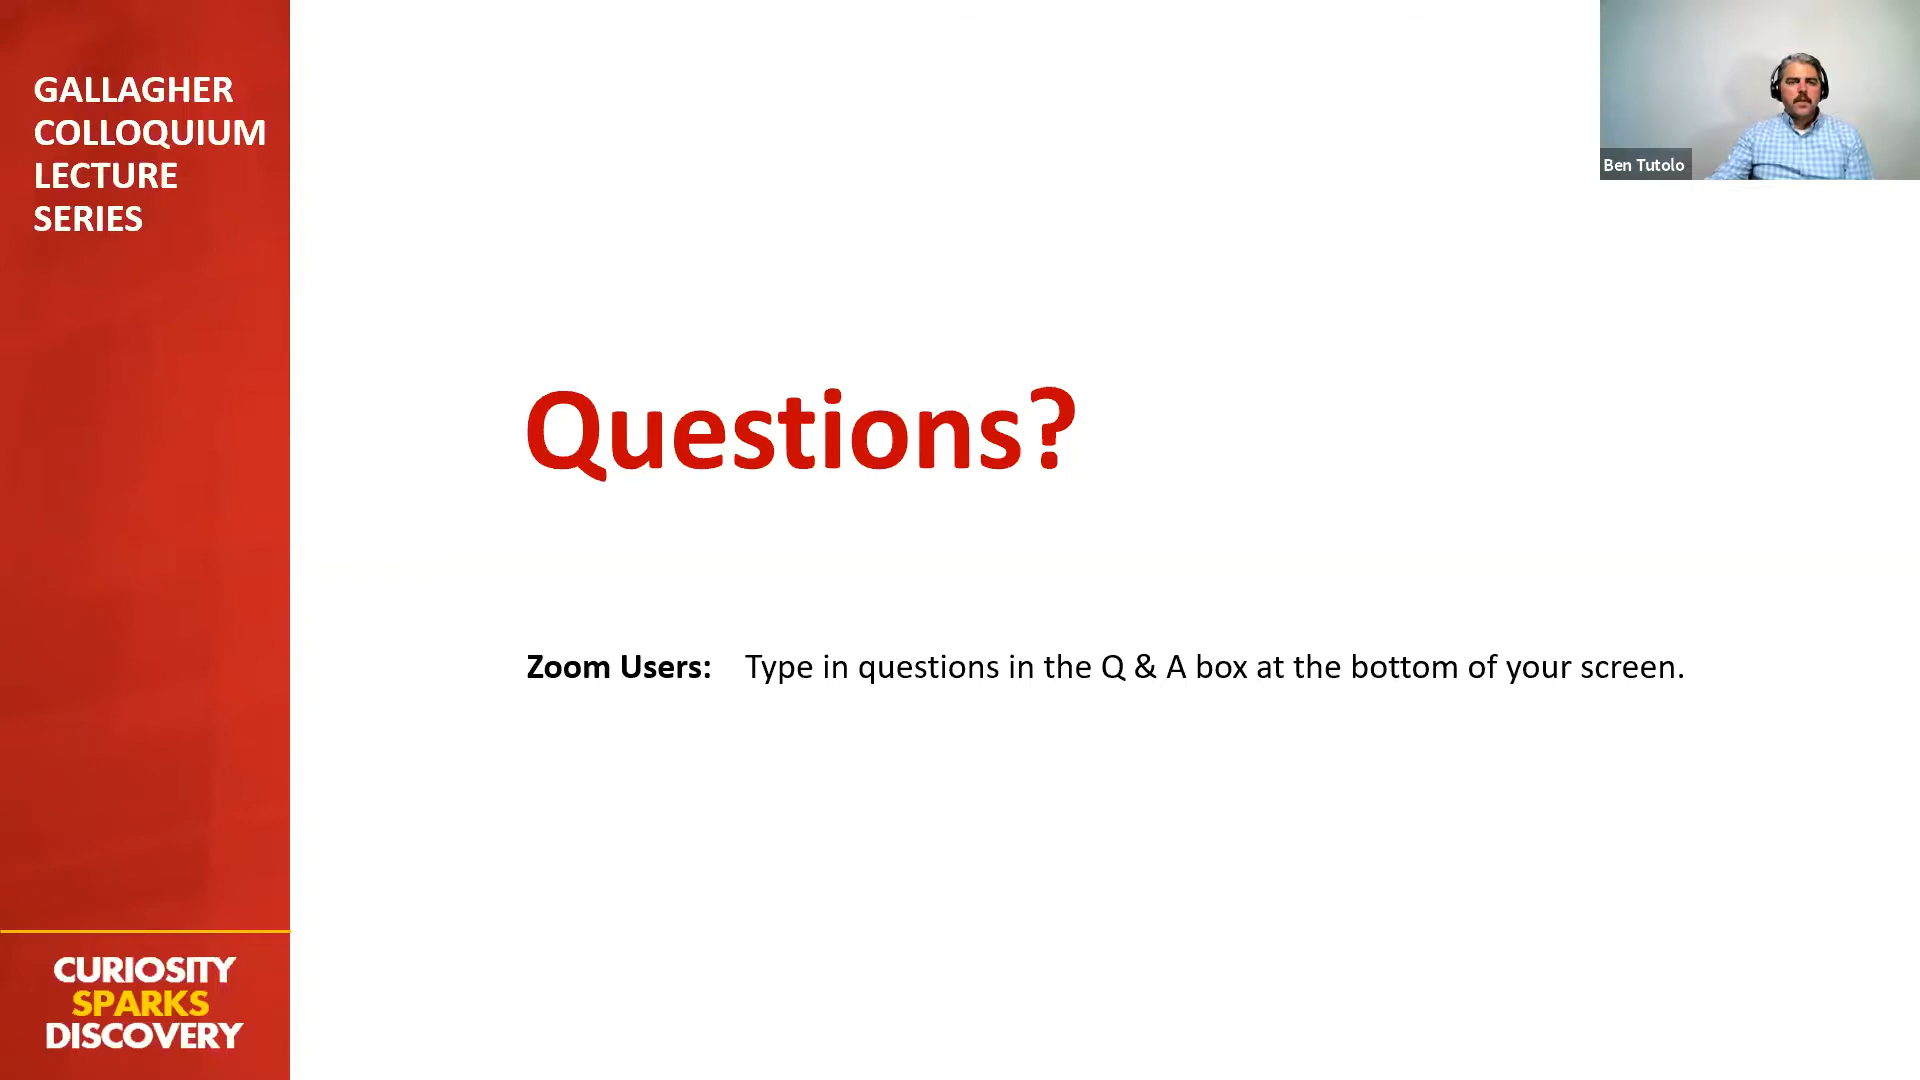 GALLAGHER
COLLOQUIUM
LECTURE
SERIES
Ben Tutolo
Questions?
Zoom Users: Type in questions in the Q & A box at the bottom of your screen.
CURIOSITY
SPARKS
DISCOVERY